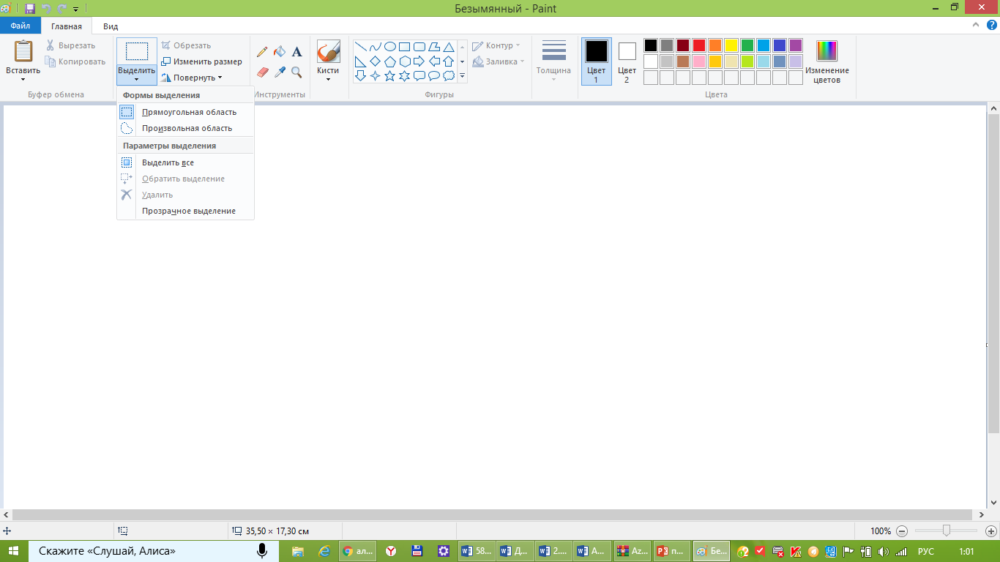 Безымянный - Paint
Файл Главная Вид
Вставить
Вырезать
Копировать
Буфер обмена
Выделить
Обрезать
Изменить размер
Повернуть
Инструменты
A
Кисти
Фигуры
Контур
Заливка
Толщина
Цвет 1
Цвет 2
Изменение цветов
Цвета
Формы выделения
Прямоугольная область
Произвольная область
Параметры выделения
Выделить все
Обратить выделение
Удалить
Прозрачное выделение
35,50 × 17,30 см
100%
Скажите «Слушай, Алиса»
ал...
58...
Д...
2....
А...
Az...
п...
Бе...
РУС
1:01